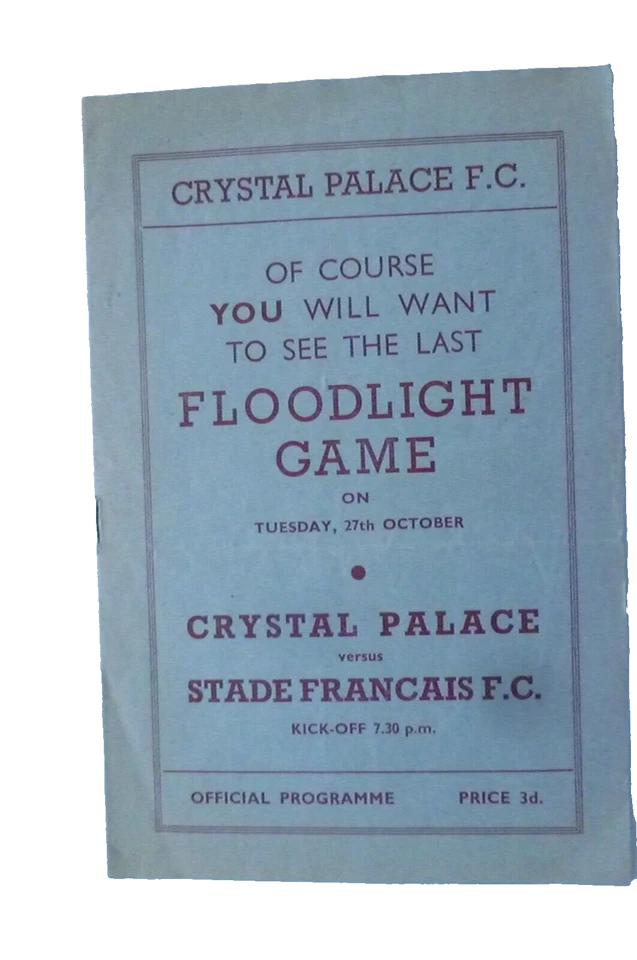 CRYSTAL PALACE F.C.
OF COURSE
YOU WILL WANT
TO SEE THE LAST
FLOODLIGHT
GAME
ON
TUESDAY, 27th OCTOBER
CRYSTAL PALACE
versus
STADE FRANCAIS F.C.
KICK-OFF 7.30 p.m.
OFFICIAL PROGRAMME PRICE 3d.